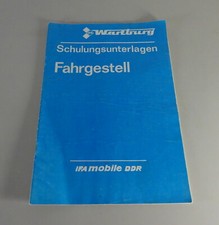 Wartburg
Schulungsunterlagen
Fahrgestell
IFA mobile DDR